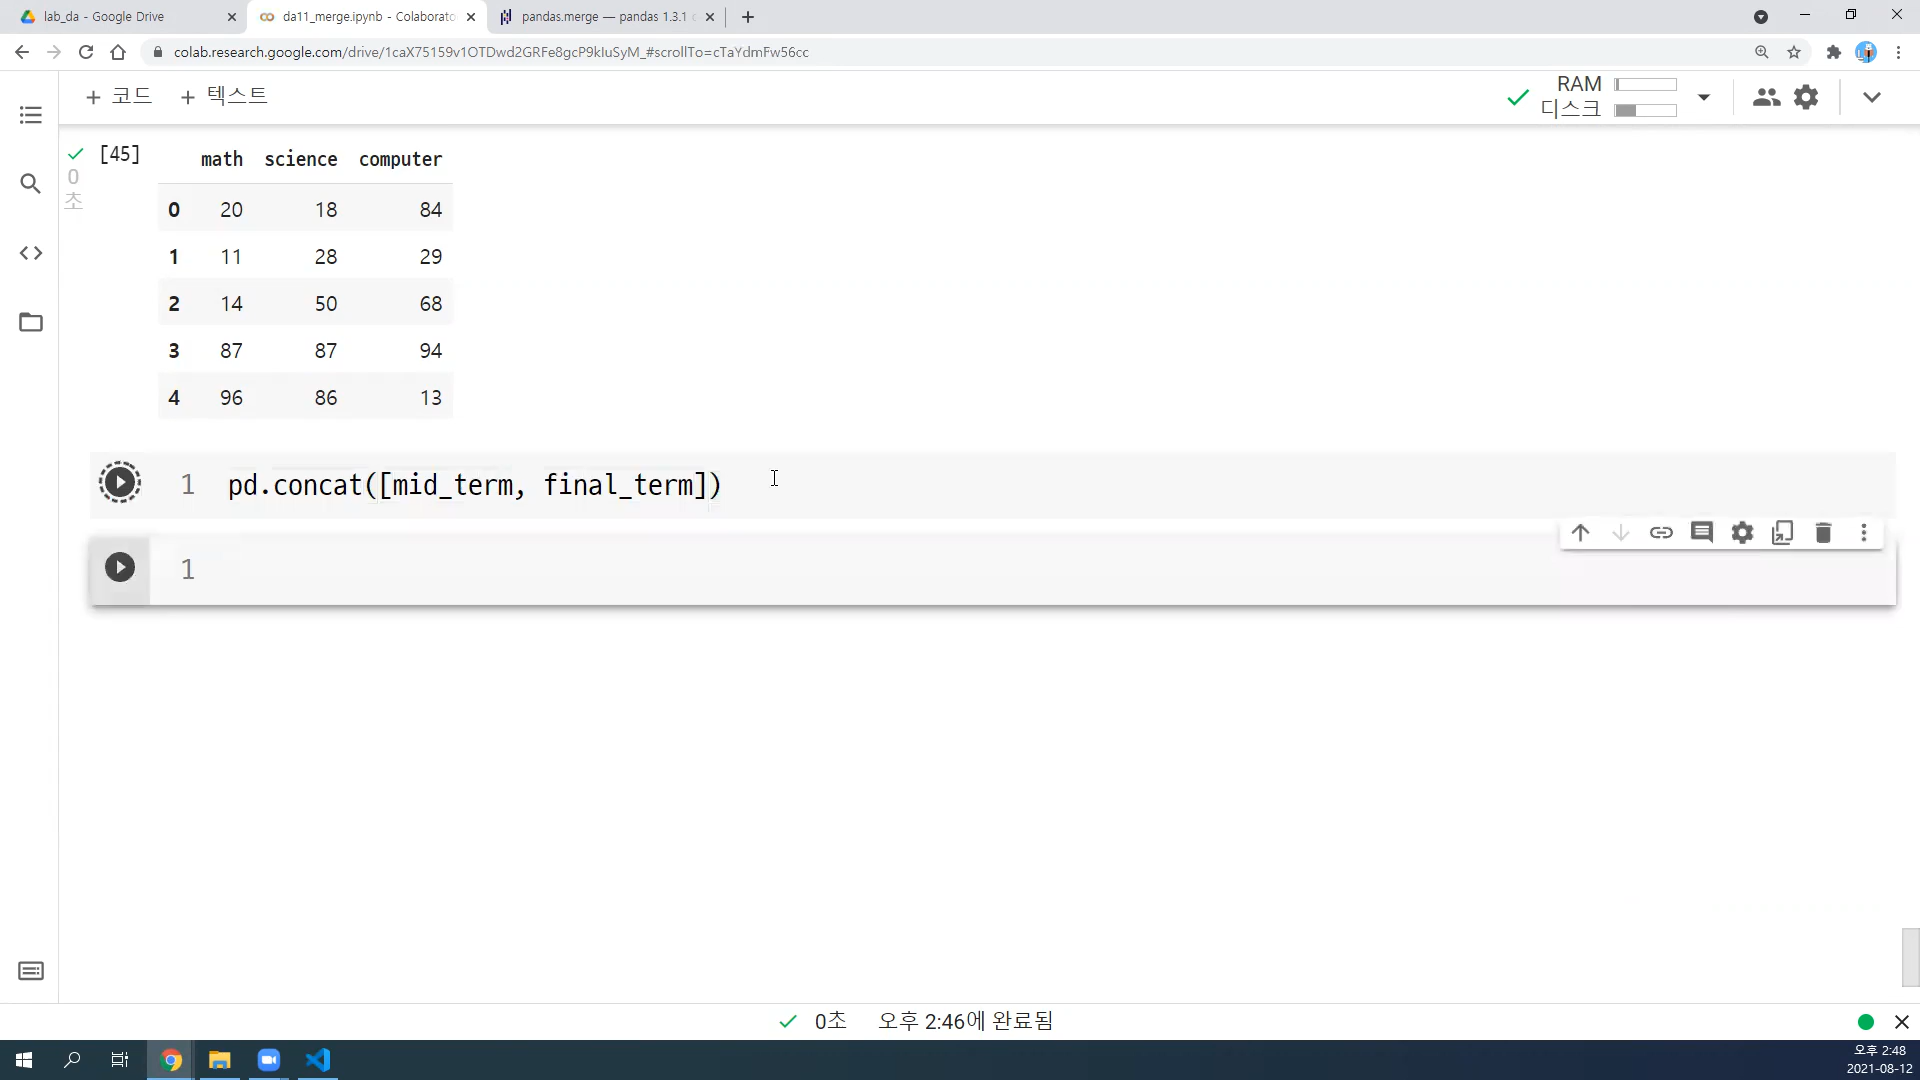 lab_da - Google Drive
da11_merge.ipynb - Colaborato
pandas.merge — pandas 1.3.1
colab.research.google.com/drive/1caX75159v1OTDwd2GRFe8gcP9kIuSyM_#scrollTo=cTaYdmFw56cc
+ 코드 + 텍스트
RAM
디스크
[45]
0
초
math science computer
0 20 18 84
1 11 28 29
2 14 50 68
3 87 87 94
4 96 86 13
1 pd.concat([mid_term, final_term])
1
0초 오후 2:46에 완료됨
오후 2:48
2021-08-12